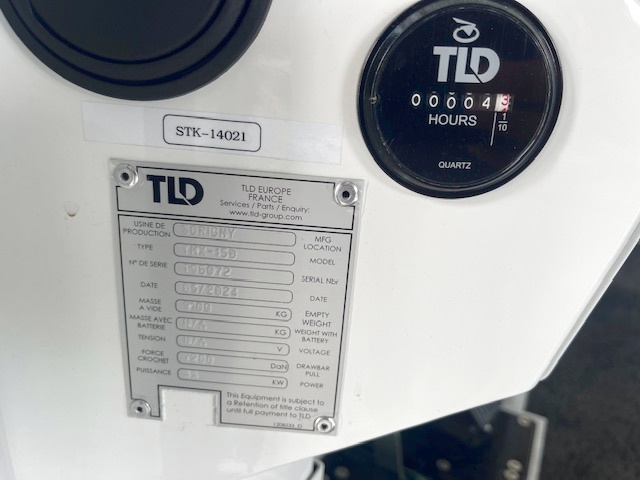 TLD
000049
HOURS
1/10
QUARTZ
STK-14021
TLD
TLD EUROPE
FRANCE
Services / Parts / Enquiry:
www.tld-group.com
USINE DE PRODUCTION SORIGNY MFG LOCATION
TYPE MODEL
N° DE SERIE SERIAL Nbr
DATE DATE
MASSE A VIDE KG EMPTY WEIGHT
MASSE AVEC BATTERIE N/A KG WEIGHT WITH BATTERY
TENSION N/A V VOLTAGE
FORCE CROCHET DaN DRAWBAR PULL
PUISSANCE KW POWER
This Equipment is subject to
a Retention of title clause
until full payment to TLD